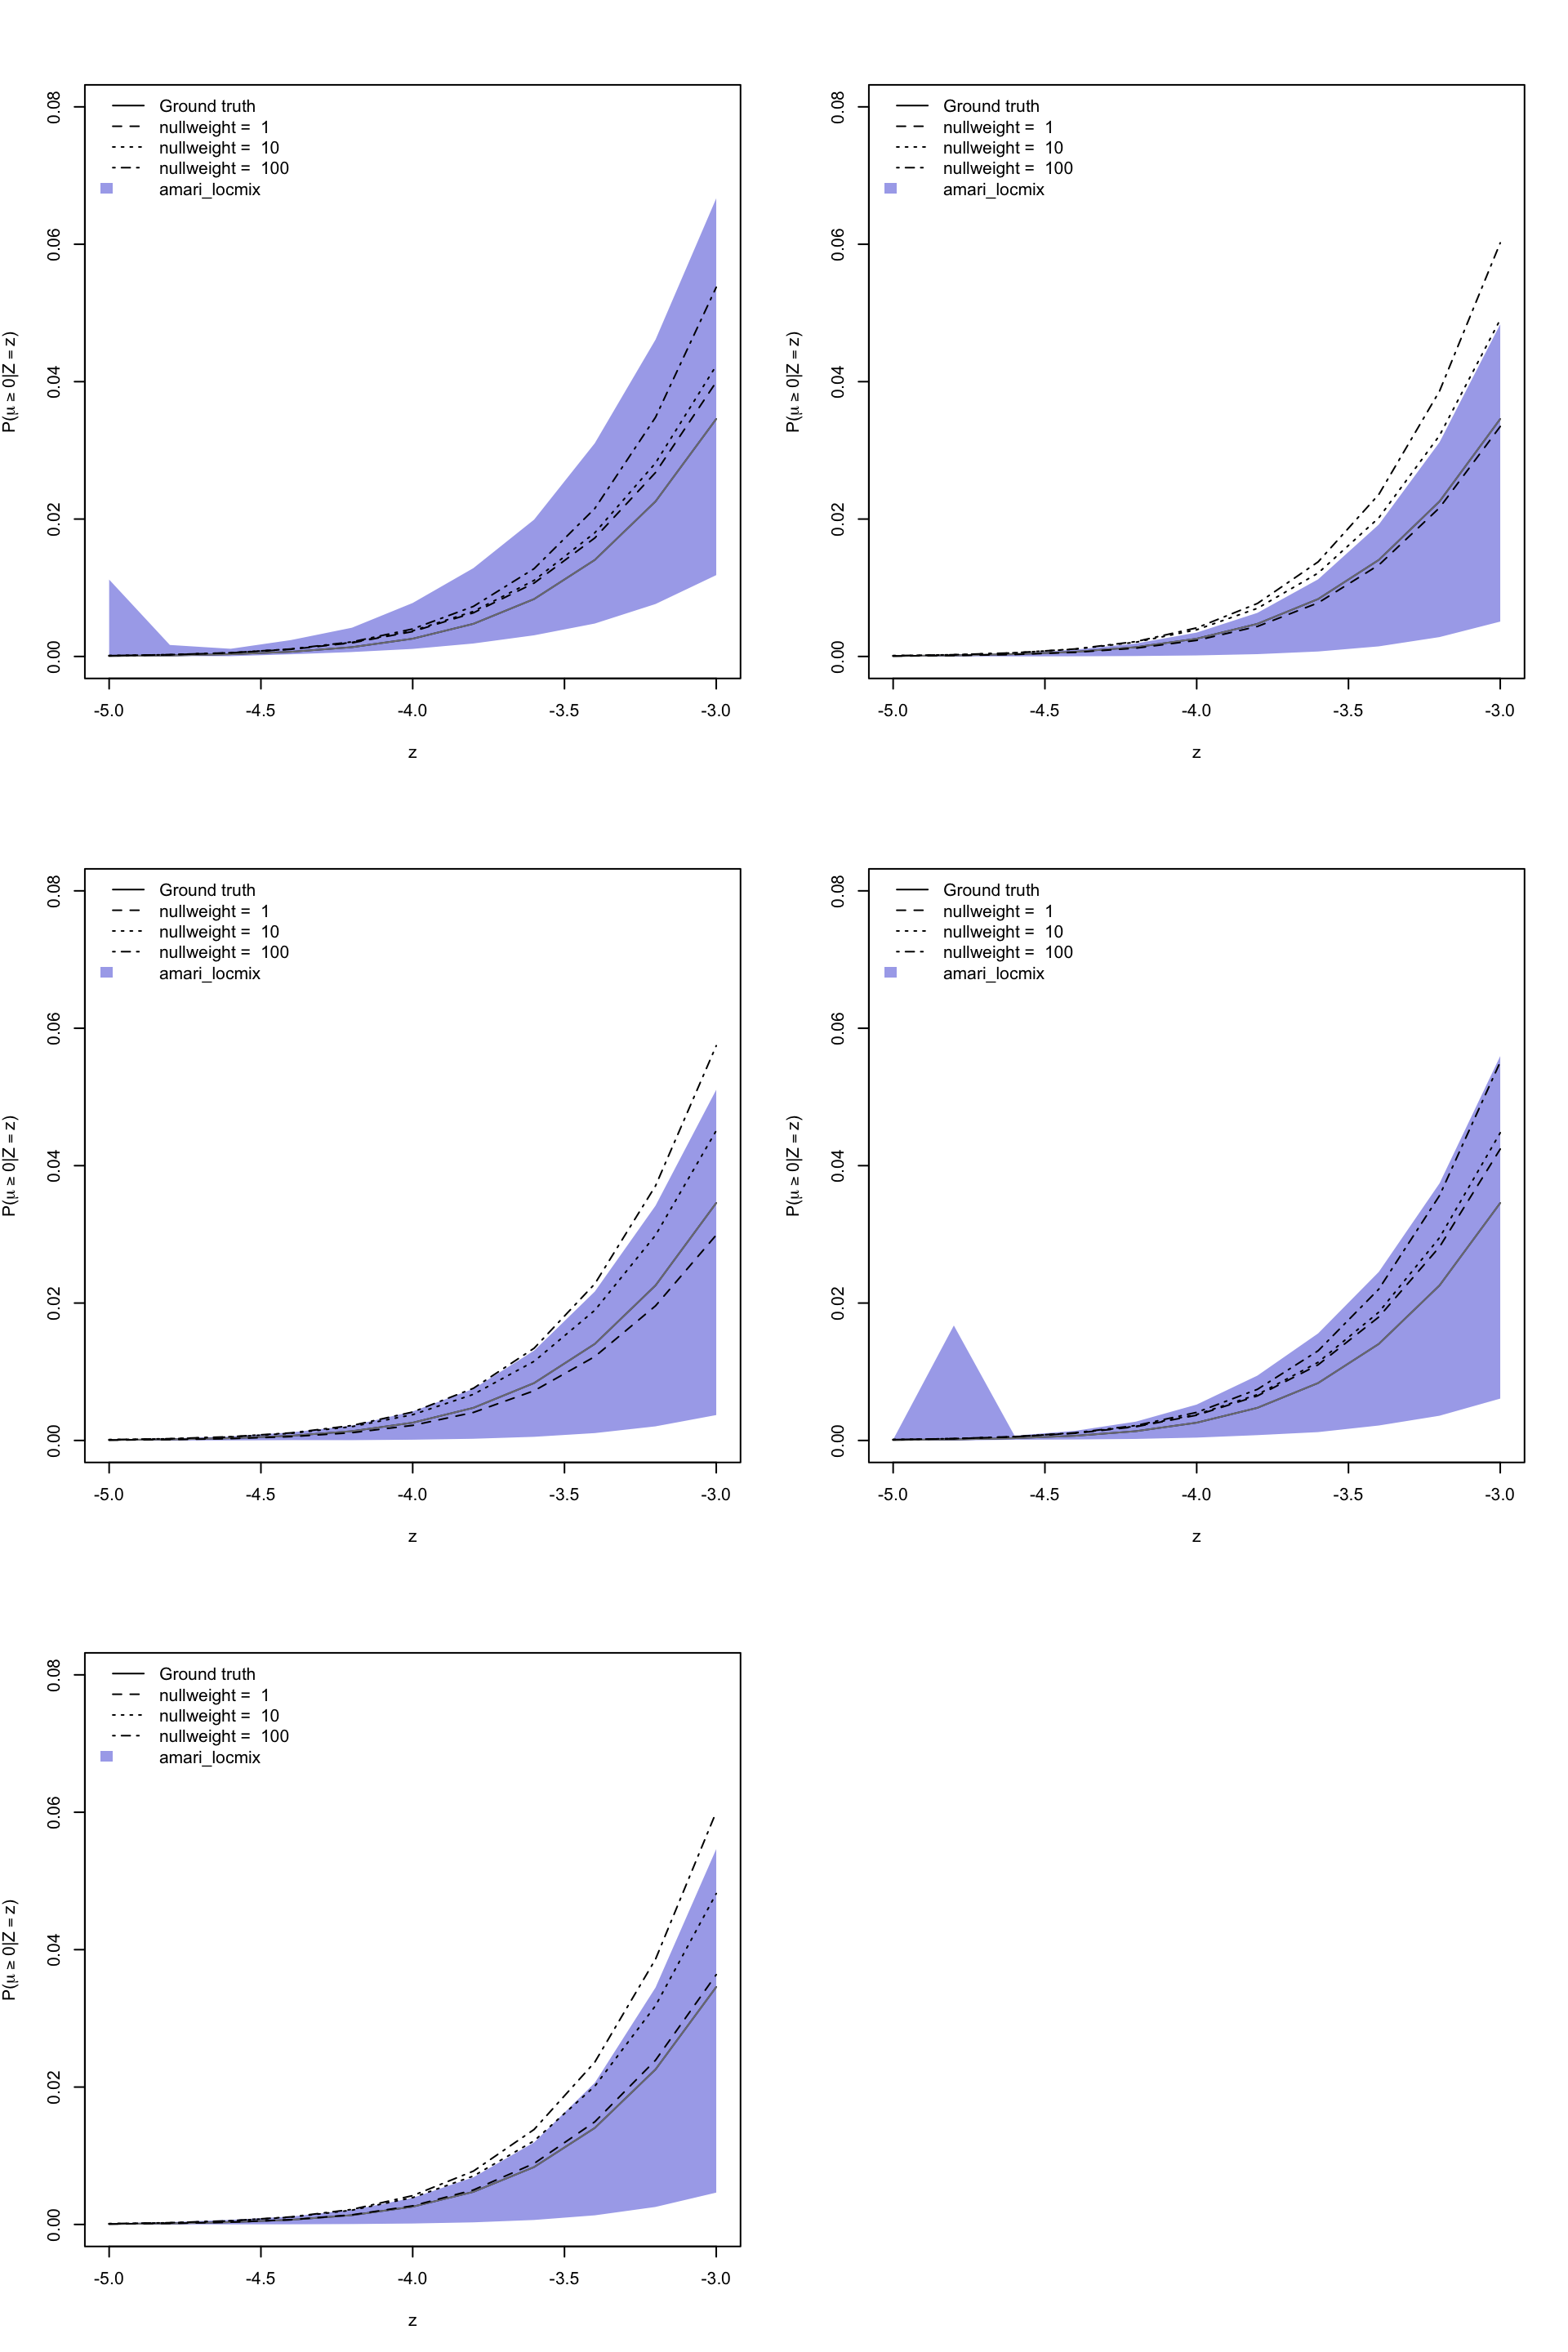 Ground truth
nullweight = 1
nullweight = 10
nullweight = 100
amari_locmix
P(μ ≥ 0|Z = z)
0.08
0.06
0.04
0.02
0.00
-5.0 -4.5 -4.0 -3.5 -3.0
z
Ground truth
nullweight = 1
nullweight = 10
nullweight = 100
amari_locmix
P(μ ≥ 0|Z = z)
0.08
0.06
0.04
0.02
0.00
-5.0 -4.5 -4.0 -3.5 -3.0
z
Ground truth
nullweight = 1
nullweight = 10
nullweight = 100
amari_locmix
P(μ ≥ 0|Z = z)
0.08
0.06
0.04
0.02
0.00
-5.0 -4.5 -4.0 -3.5 -3.0
z
Ground truth
nullweight = 1
nullweight = 10
nullweight = 100
amari_locmix
P(μ ≥ 0|Z = z)
0.08
0.06
0.04
0.02
0.00
-5.0 -4.5 -4.0 -3.5 -3.0
z
Ground truth
nullweight = 1
nullweight = 10
nullweight = 100
amari_locmix
P(μ ≥ 0|Z = z)
0.08
0.06
0.04
0.02
0.00
-5.0 -4.5 -4.0 -3.5 -3.0
z